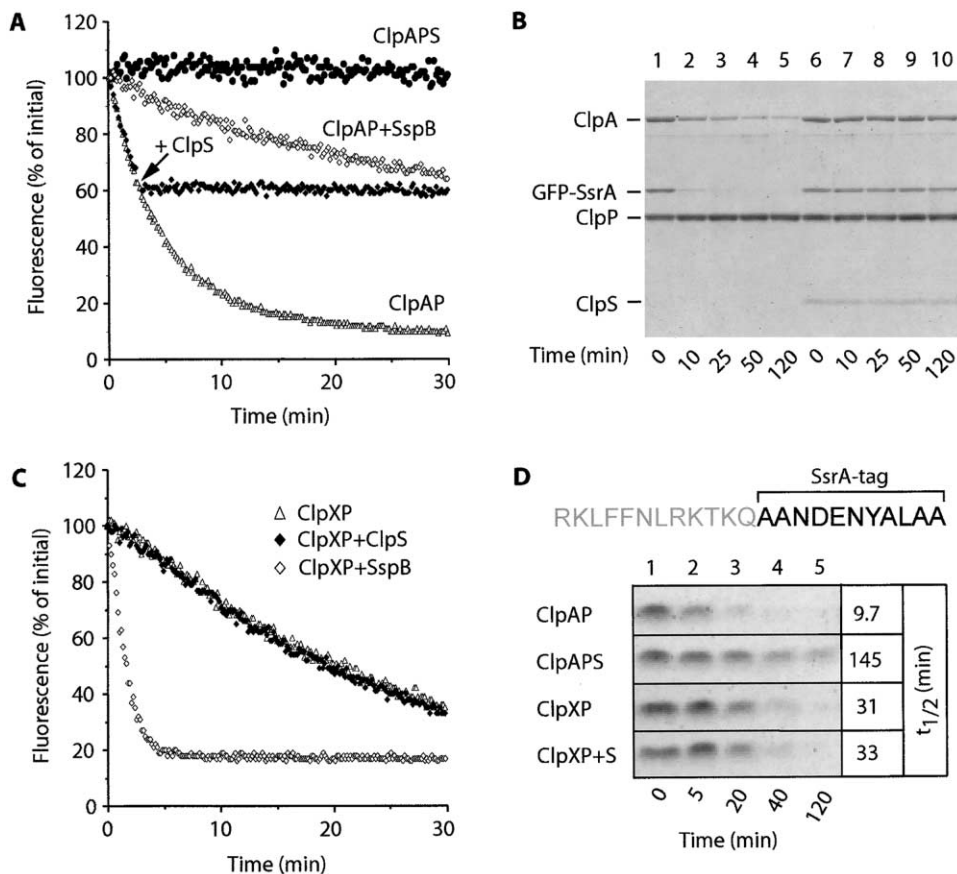 A
120
100
80
60
40
20
0
Fluorescence (% of initial)
ClpAPS
ClpAP+SspB
+ ClpS
ClpAP
0 10 20 30
Time (min)
B
1 2 3 4 5 6 7 8 9 10
ClpA
GFP-SsrA
ClpP
ClpS
Time (min) 0 10 25 50 120 0 10 25 50 120
C
120
100
80
60
40
20
0
Fluorescence (% of initial)
ClpXP
ClpXP+ClpS
ClpXP+SspB
0 10 20 30
Time (min)
D
SsrA-tag
RKLFFNLRKTKQAANDENYALAA
1 2 3 4 5
ClpAP 9.7
ClpAPS 145
ClpXP 31
ClpXP+S 33
t1/2 (min)
0 5 20 40 120
Time (min)